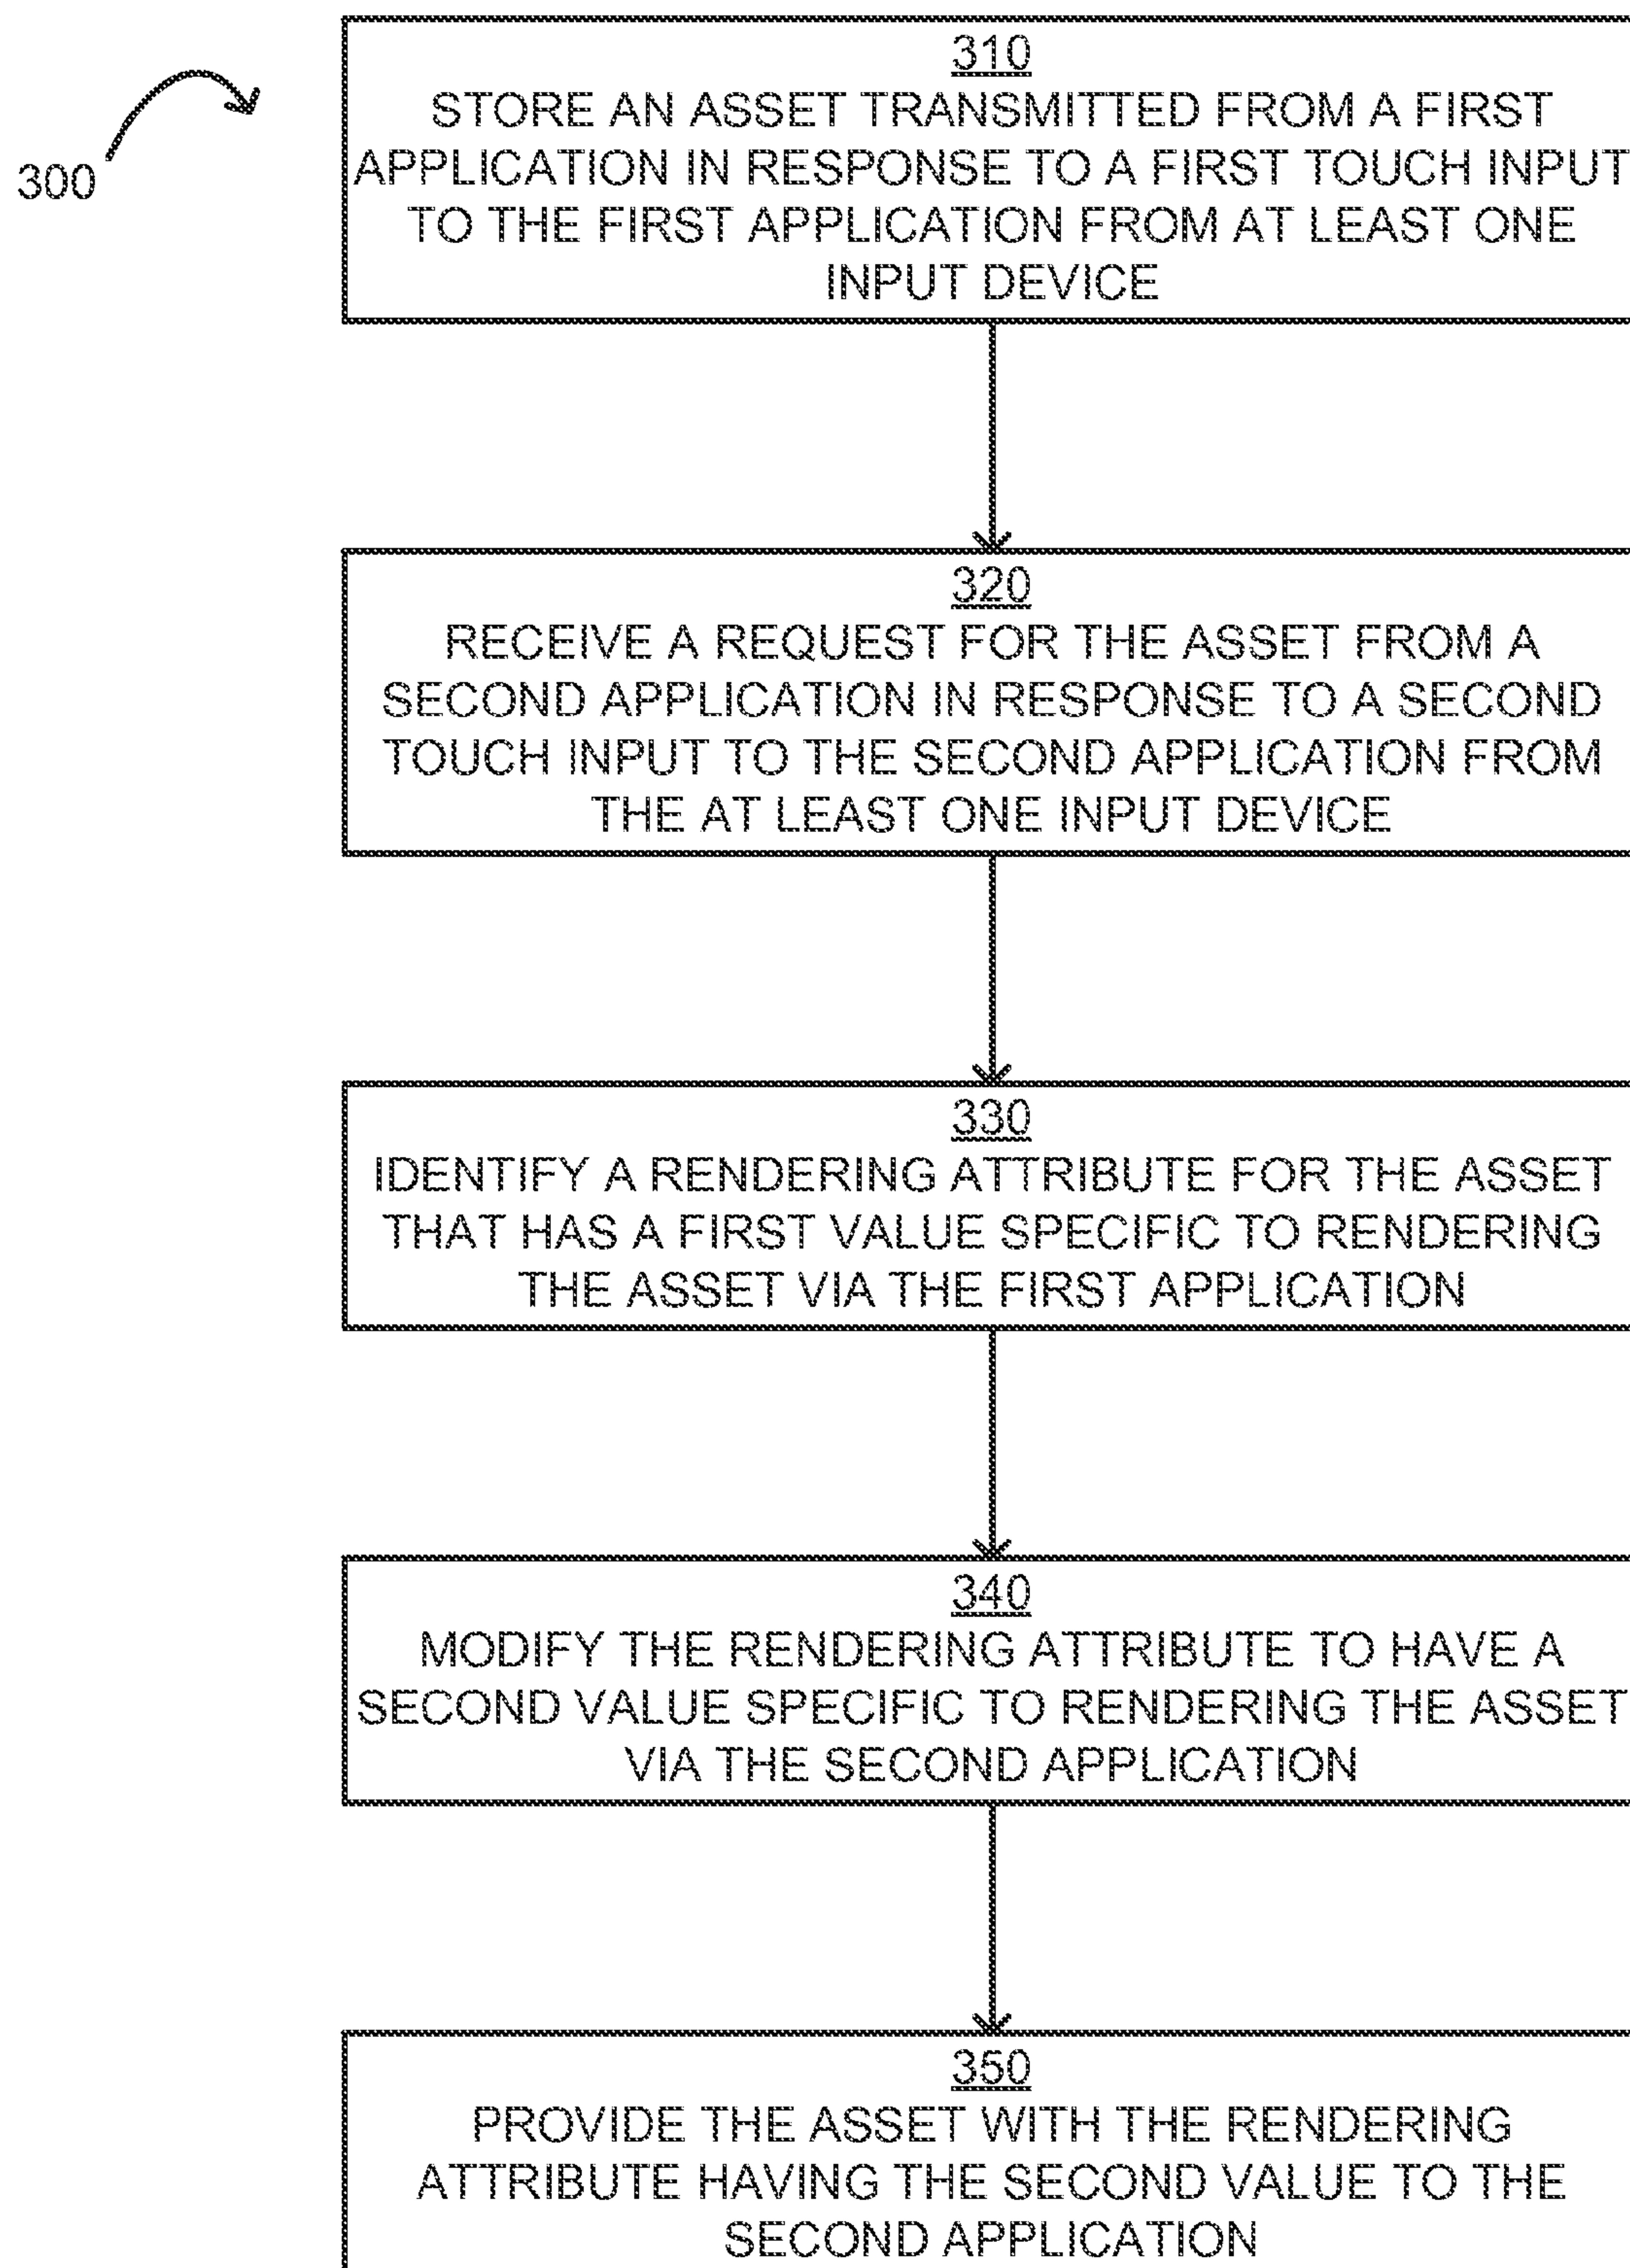 310
STORE AN ASSET TRANSMITTED FROM A FIRST
APPLICATION IN RESPONSE TO A FIRST TOUCH INPUT
TO THE FIRST APPLICATION FROM AT LEAST ONE
INPUT DEVICE
300
320
RECEIVE A REQUEST FOR THE ASSET FROM A
SECOND APPLICATION IN RESPONSE TO A SECOND
TOUCH INPUT TO THE SECOND APPLICATION FROM
THE AT LEAST ONE INPUT DEVICE
330
IDENTIFY A RENDERING ATTRIBUTE FOR THE ASSET
THAT HAS A FIRST VALUE SPECIFIC TO RENDERING
THE ASSET VIA THE FIRST APPLICATION
340
MODIFY THE RENDERING ATTRIBUTE TO HAVE A
SECOND VALUE SPECIFIC TO RENDERING THE ASSET
VIA THE SECOND APPLICATION
350
PROVIDE THE ASSET WITH THE RENDERING
ATTRIBUTE HAVING THE SECOND VALUE TO THE
SECOND APPLICATION